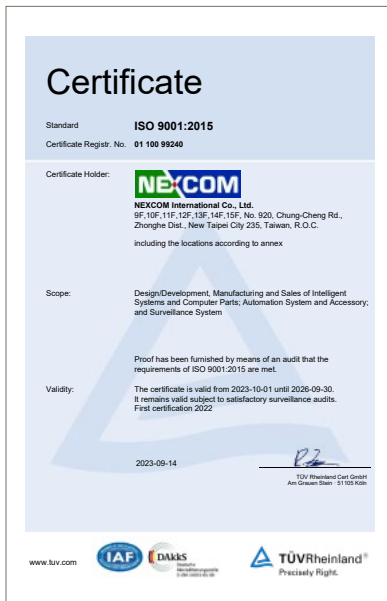 Certificate
Standard ISO 9001:2015
Certificate Registr. No. 01 100 99240
Certificate Holder:
NEXCOM
NEXCOM International Co., Ltd.
9F,10F,11F,12F,13F,14F,15F, No. 920, Chung-Cheng Rd.,
Zhonghe Dist., New Taipei City 235, Taiwan, R.O.C.
including the locations according to annex
Scope: Design/Development, Manufacturing and Sales of Intelligent
Systems and Computer Parts; Automation System and Accessory;
and Surveillance System
Proof has been furnished by means of an audit that the
requirements of ISO 9001:2015 are met.
Validity: The certificate is valid from 2023-10-01 until 2026-09-30.
It remains valid subject to satisfactory surveillance audits.
First certification 2022
2023-09-14
TÜV Rheinland Cert GmbH
Am Grauen Stein · 51105 Köln
www.tuv.com
IAF
DAkkS
Deutsche
Akkreditierungsstelle
TÜVRheinland®
Precisely Right.